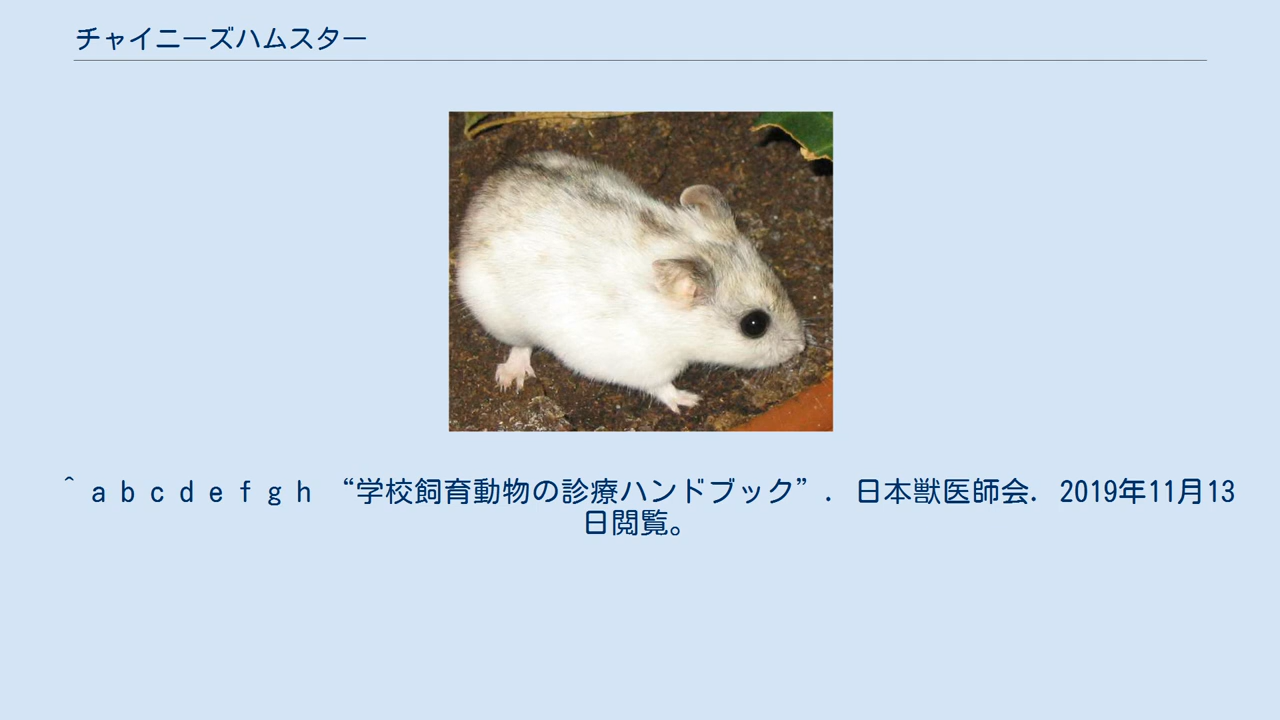 チャイニーズハムスター
^ a b c d e f g h “学校飼育動物の診療ハンドブック”. 日本獣医師会. 2019年11月13
日閲覧。